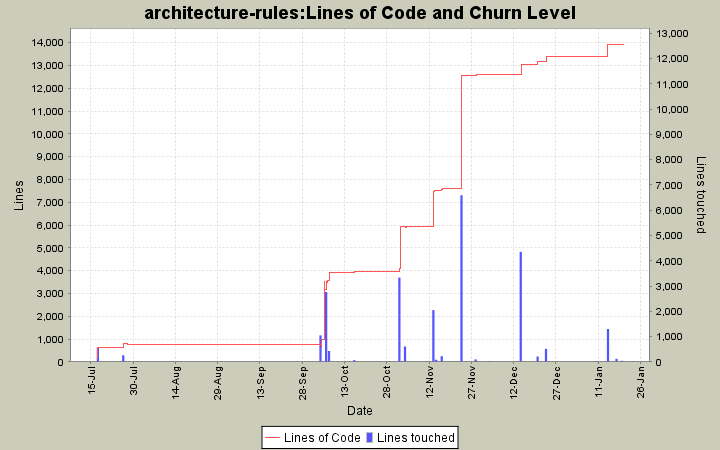 architecture-rules:Lines of Code and Churn Level
Lines
14,000
13,000
12,000
11,000
10,000
9,000
8,000
7,000
6,000
5,000
4,000
3,000
2,000
1,000
0
13,000
12,000
11,000
10,000
9,000
8,000
7,000
6,000
5,000
4,000
3,000
2,000
1,000
0
Lines touched
15-Jul
30-Jul
14-Aug
29-Aug
13-Sep
28-Sep
13-Oct
28-Oct
12-Nov
27-Nov
12-Dec
27-Dec
11-Jan
26-Jan
Date
Lines of Code
Lines touched